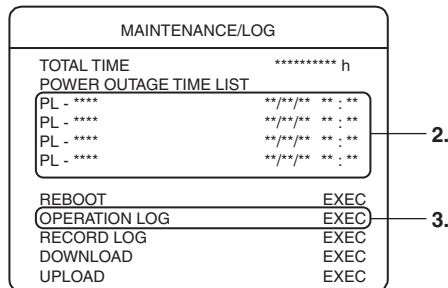 MAINTENANCE/LOG
TOTAL TIME ********** h
POWER OUTAGE TIME LIST
PL - **** **/**/** ** : **
PL - **** **/**/** ** : **
2.
PL - **** **/**/** ** : **
PL - **** **/**/** ** : **
REBOOT EXEC
OPERATION LOG EXEC
3.
RECORD LOG EXEC
DOWNLOAD EXEC
UPLOAD EXEC